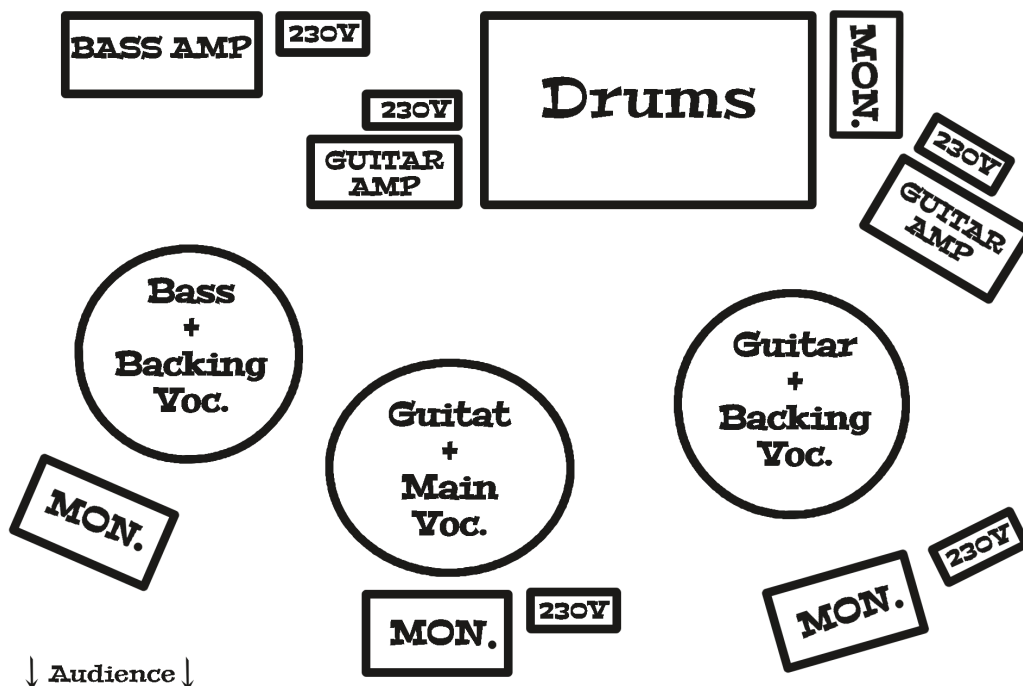 BASS AMP
230V
Drums
MON.
230V
GUITAR
AMP
230V
GUITAR
AMP
Bass
+
Backing
Voc.
Guitat
+
Main
Voc.
Guitar
+
Backing
Voc.
MON.
MON.
230V
MON.
230V
↓ Audience ↓